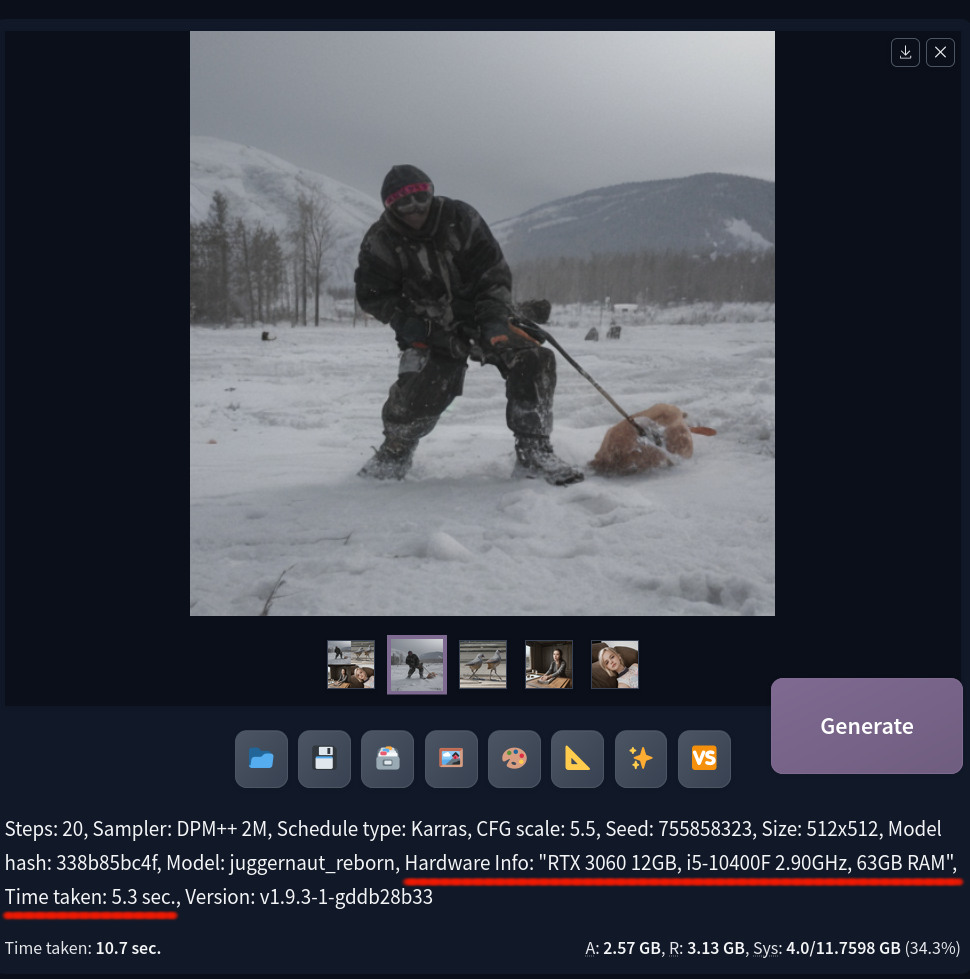 Generate
VS
Steps: 20, Sampler: DPM++ 2M, Schedule type: Karras, CFG scale: 5.5, Seed: 755858323, Size: 512x512, Model
hash: 338b85bc4f, Model: juggernaut_reborn, Hardware Info: "RTX 3060 12GB, i5-10400F 2.90GHz, 63GB RAM",
Time taken: 5.3 sec., Version: v1.9.3-1-gddb28b33
Time taken: 10.7 sec.
A: 2.57 GB, R: 3.13 GB, Sys: 4.0/11.7598 GB (34.3%)